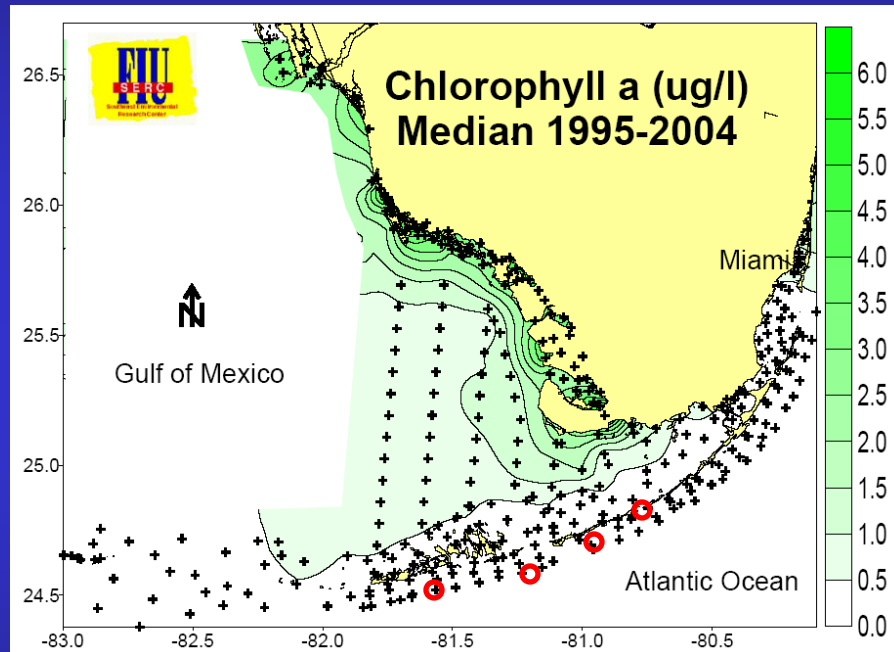 FIU
SERC
Southeast Environmental
Research Center
Chlorophyll a (ug/l)
Median 1995-2004
Miami
N
Gulf of Mexico
Atlantic Ocean
26.5
26.0
25.5
25.0
24.5
-83.0
-82.5
-82.0
-81.5
-81.0
-80.5
6.0
5.5
5.0
4.5
4.0
3.5
3.0
2.5
2.0
1.5
1.0
0.5
0.0